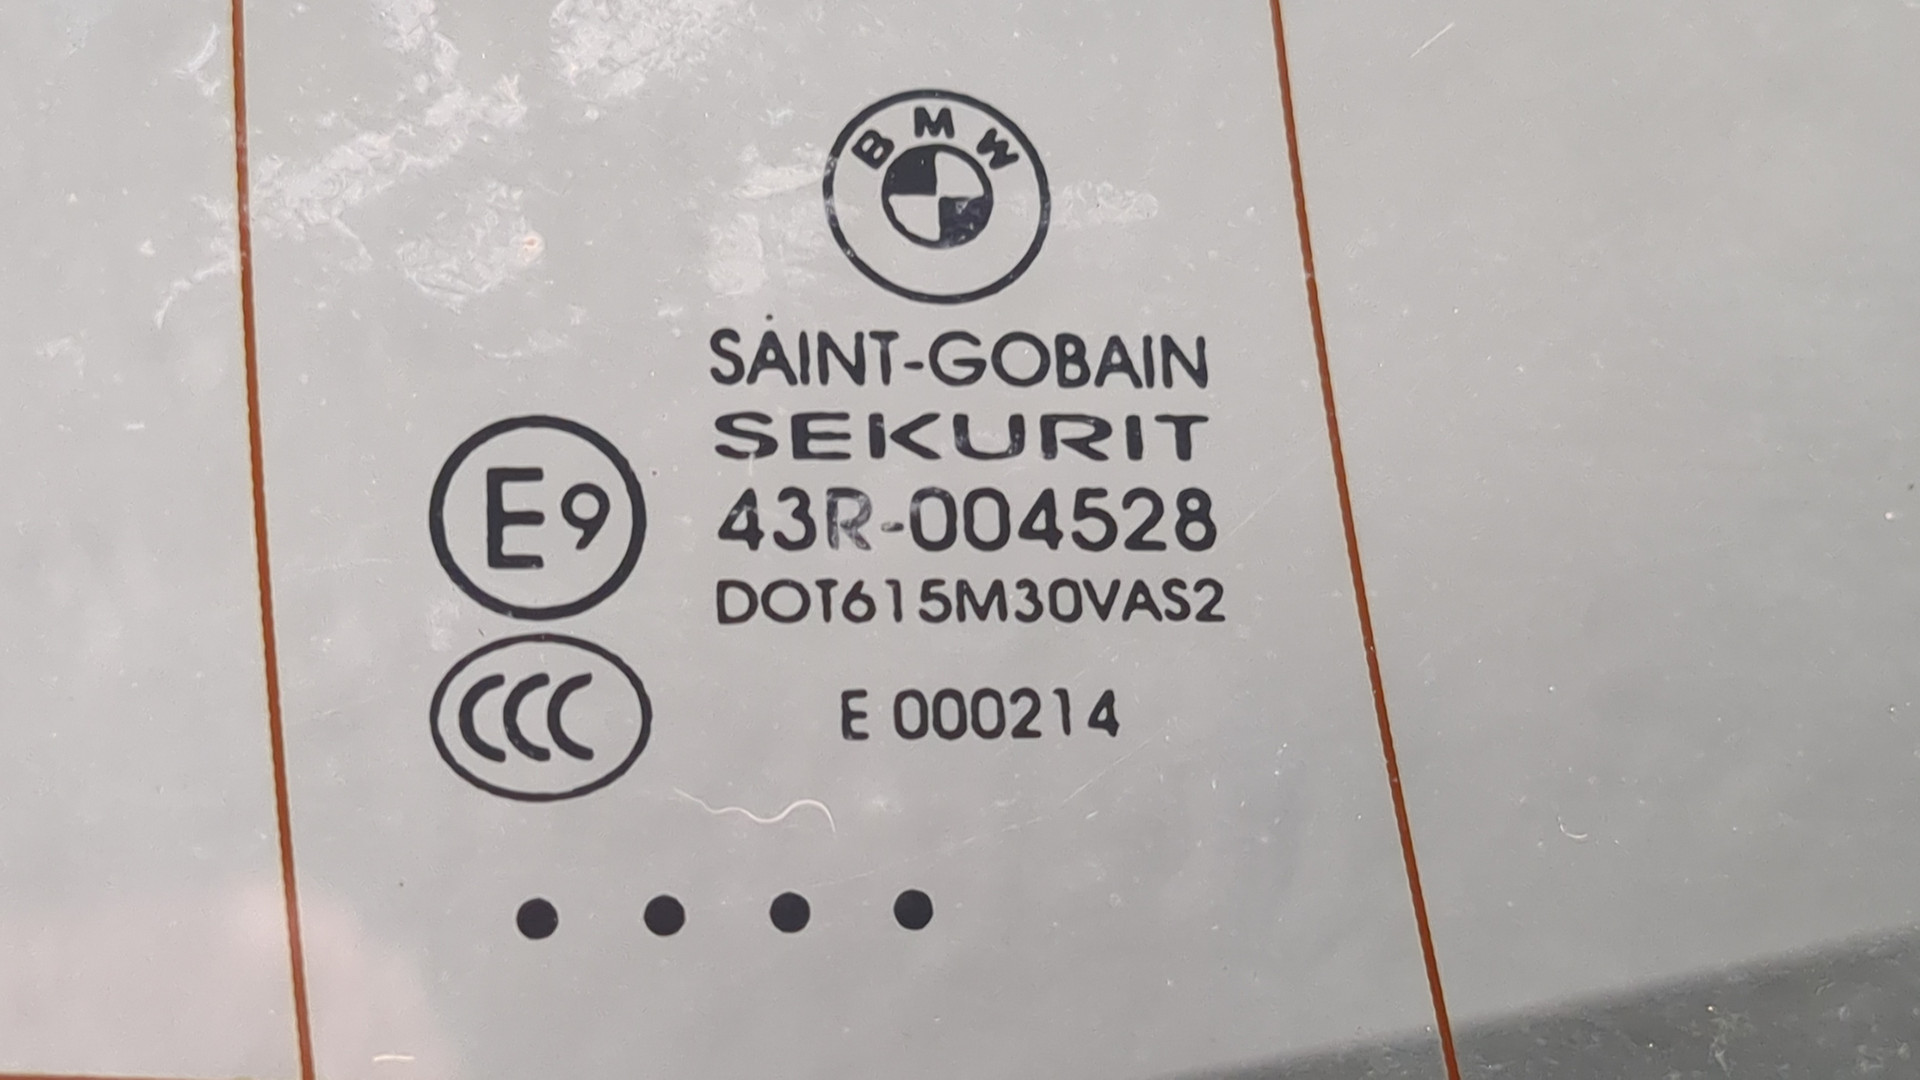 BMW
SAINT-GOBAIN
SEKURIT
E9
43R-004528
DOT615M30VAS2
CCC
E 000214